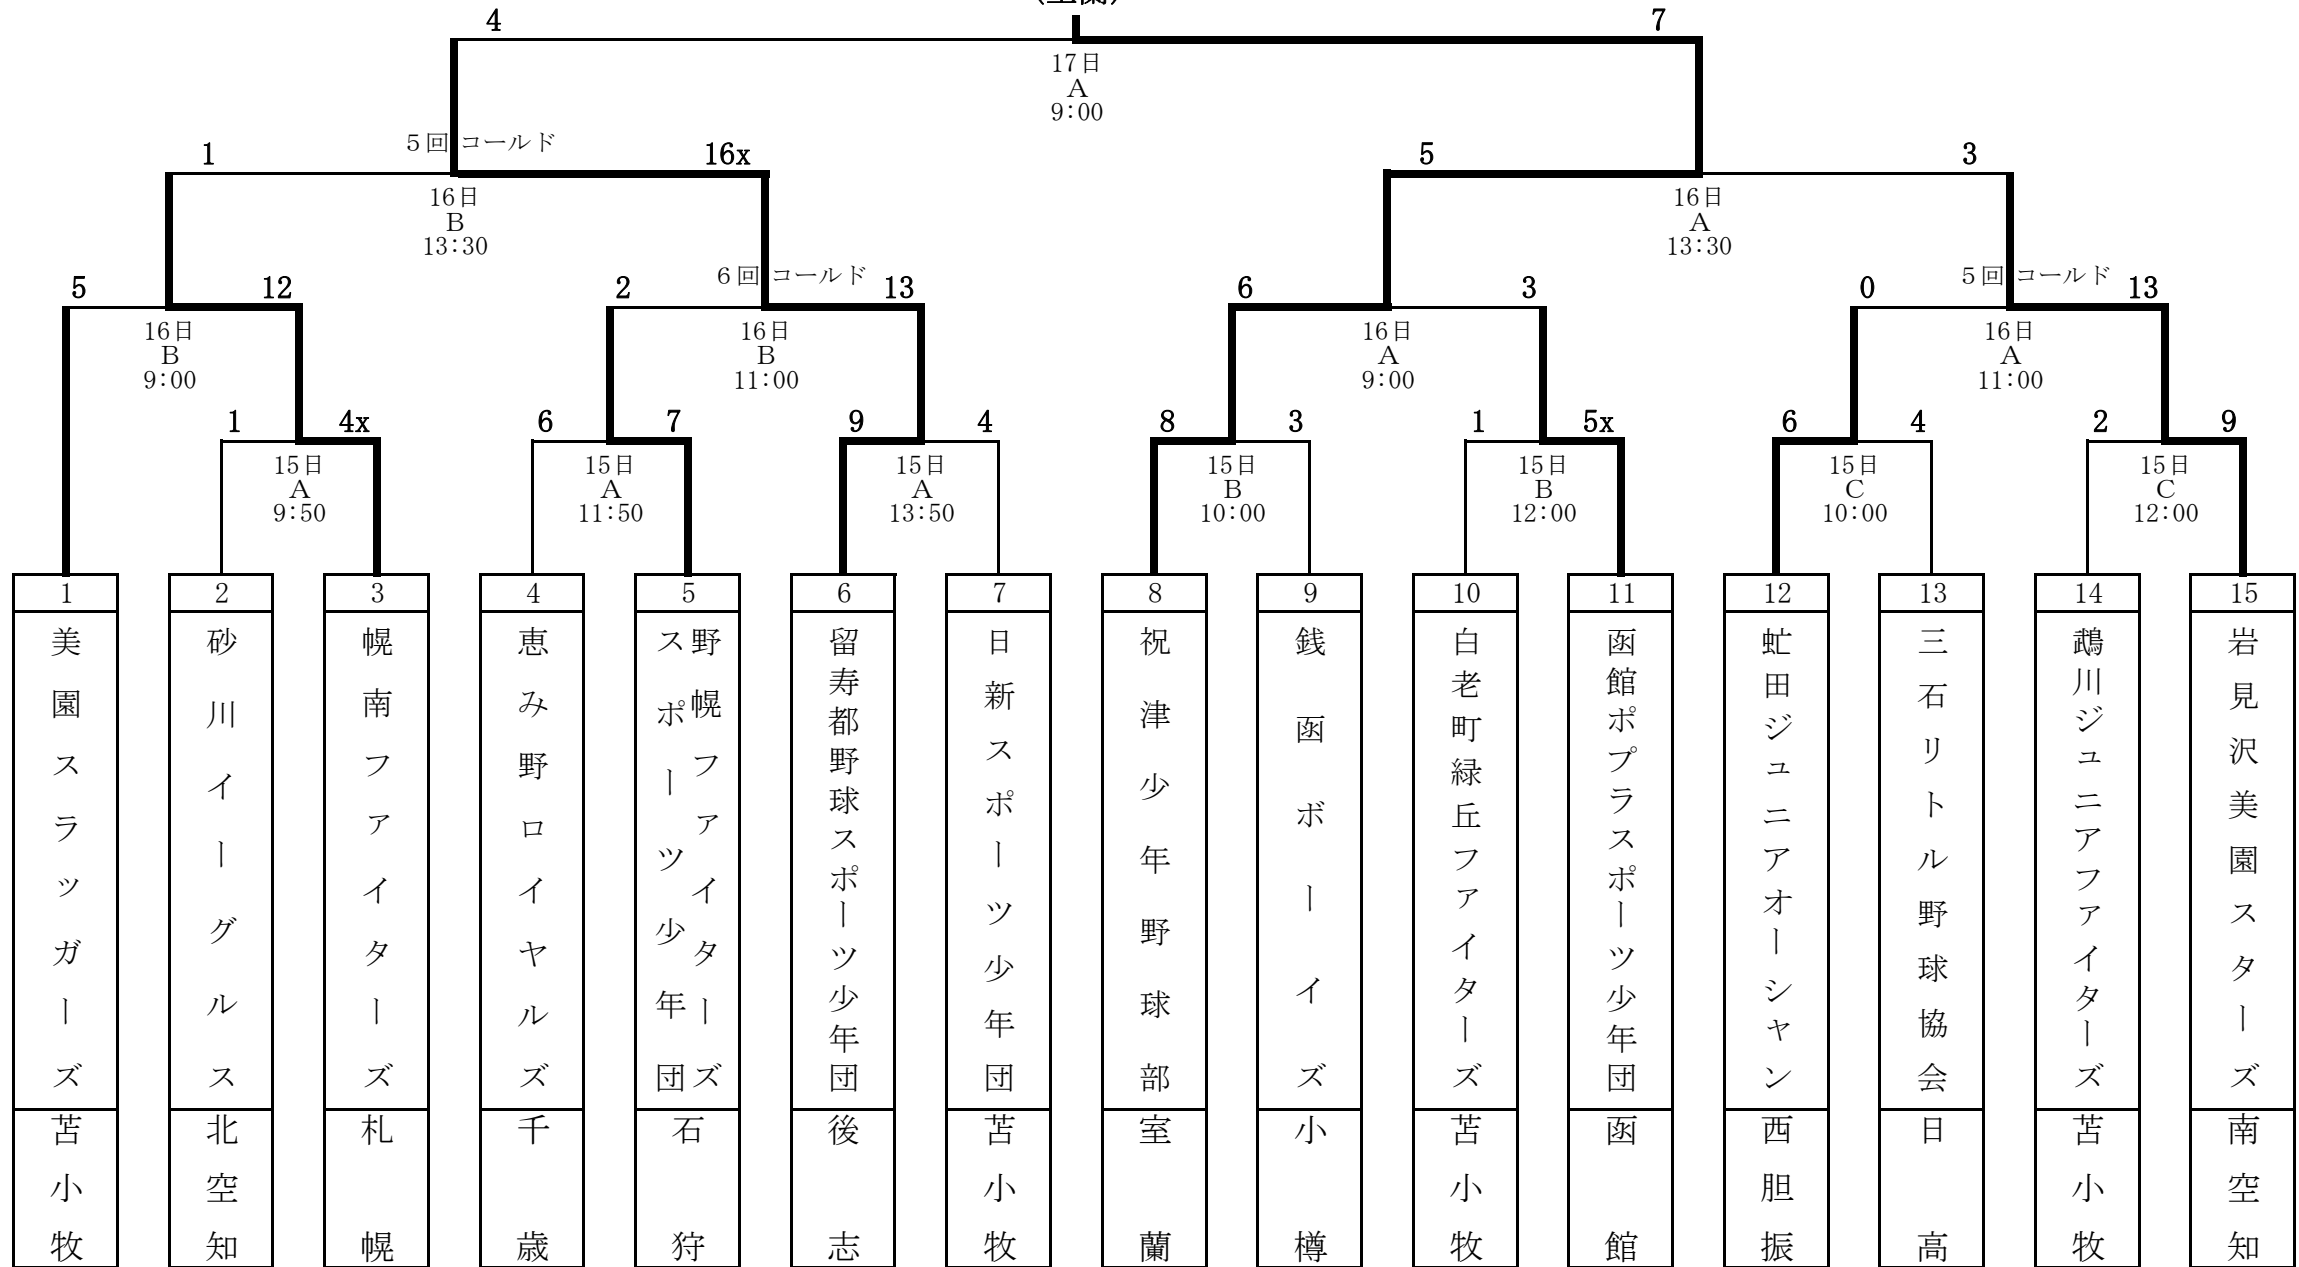 4 7
17日
A
9:00
5回 コールド
1 16x 5 3
16日 16日
B A
13:30 13:30
6回 コールド 5回 コールド
5 12 2 13 6 3 0 13
16日 16日 16日 16日
B B A A
9:00 11:00 9:00 11:00
1 4x 6 7 9 4 8 3 1 5x 6 4 2 9
15日 15日 15日 15日 15日 15日 15日
A A A B B C C
9:50 11:50 13:50 10:00 12:00 10:00 12:00
1 2 3 4 5 6 7 8 9 10 11 12 13 14 15
美園スラッガーズ
砂川イーグルス
幌南ファイターズ
恵み野ロイヤルズ
野幌ファイターズ
スポーツ少年団
留寿都野球スポーツ少年団
日新スポーツ少年団
祝津少年野球部
銭函ボーイズ
白老町緑丘ファイターズ
函館ポプラスポーツ少年団
虻田ジュニアオーシャン
三石リトル野球協会
鵡川ジュニアファイターズ
岩見沢美園スターズ
苫小牧
北空知
札幌
千歳
石狩
後志
苫小牧
室蘭
小樽
苫小牧
函館
西胆振
日高
苫小牧
南空知